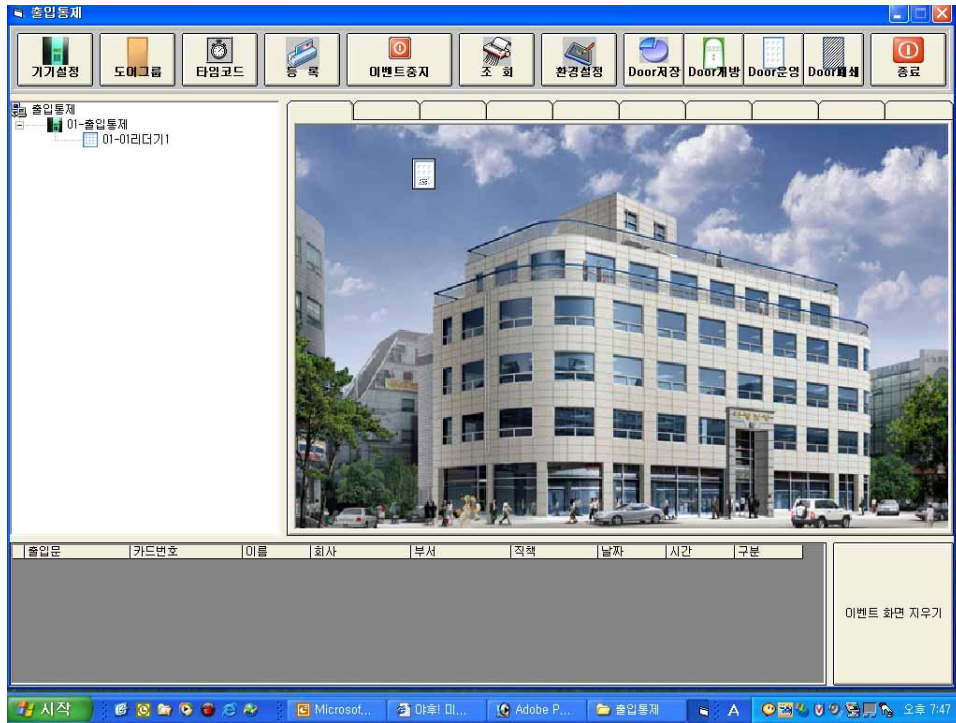 출입통제
기기설정 도어그룹 타임코드 등 록 이벤트중지 조 회 환경설정 Door저장 Door개방 Door운영 Door폐쇄 종료
출입통제
01-출입통제
01-01리더기1
출입문 카드번호 이름 회사 부서 직책 날짜 시간 구분
이벤트 화면 지우기
시작 Microsof,,, 야후! 미,,, Adobe P,,, 출입통제 A 오후 7:47